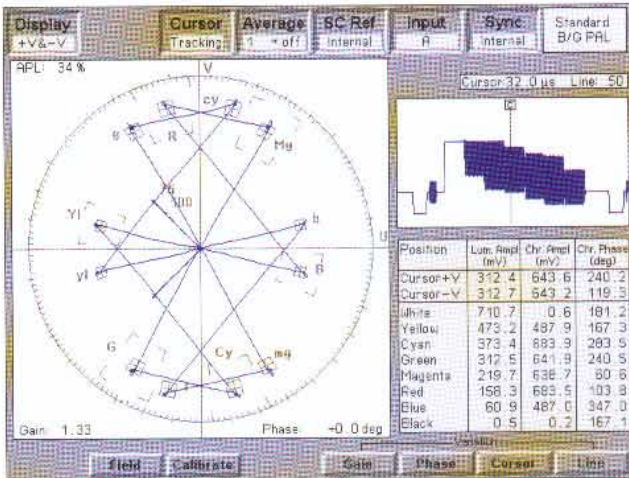 Display
+V&-V
Cursor
Tracking
Average
1 * off
SC Ref
Internal
Input
A
Sync
Internal
Standard
B/G PAL
APL: 34 %
V
Cursor:32.0 µs Line: 50
cy
g
R
Mg
C
75
100
Yl
b
U
yl
B
G
Cy
mg
Gain: 1.33
Phase +0.0 deg
Position Lum. Ampl (mV) Chr. Ampl (mV) Chr. Phase (deg)
Cursor+V 312.4 643.6 240.2
Cursor-V 312.7 643.2 119.3
White 710.7 0.6 181.2
Yellow 473.2 487.9 167.3
Cyan 373.4 683.9 283.5
Green 312.5 641.9 240.5
Magenta 219.7 638.7 60.6
Red 158.3 683.5 103.8
Blue 60.9 487.0 347.0
Black 0.5 0.2 167.1
Variation
Field
Calibrate
Gain
Phase
Cursor
Line